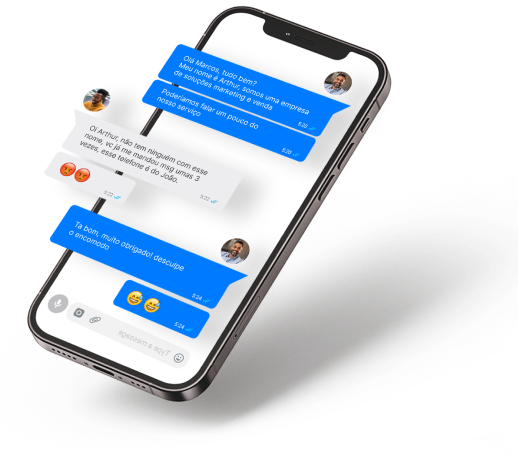 Olá Marcos, tudo bem?
Meu nome é Arthur, somos uma empresa
de soluções marketing e venda
5:20
Poderíamos falar um pouco do
nosso serviço
5:20
Oi Arthur, não tem ninguém com esse
nome, vc ja me mandou msg umas 3
vezes, esse telefone é do João.
5:22
5:22
Ta bom, muito obrigado! desculpe
o encomodo
5:24
5:24
Type a message